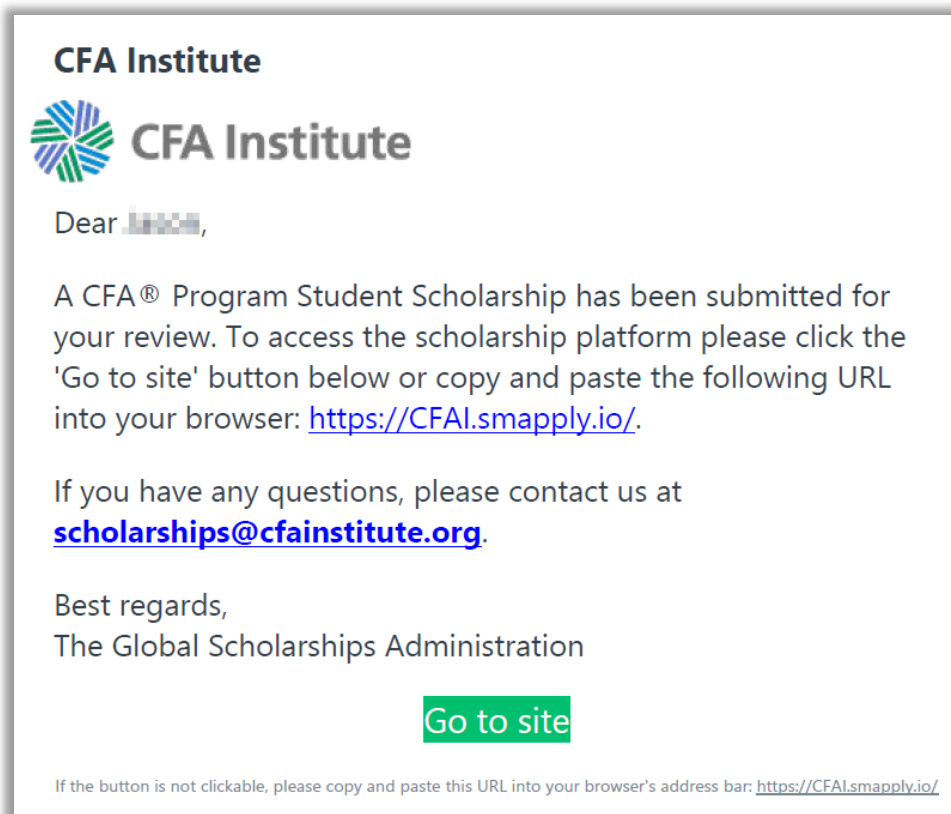 CFA Institute
CFA Institute
Dear ,
A CFA® Program Student Scholarship has been submitted for
your review. To access the scholarship platform please click the
'Go to site' button below or copy and paste the following URL
into your browser: https://CFAI.smapply.io/.
If you have any questions, please contact us at
scholarships@cfainstitute.org.
Best regards,
The Global Scholarships Administration
Go to site
If the button is not clickable, please copy and paste this URL into your browser's address bar: https://CFAI.smapply.io/